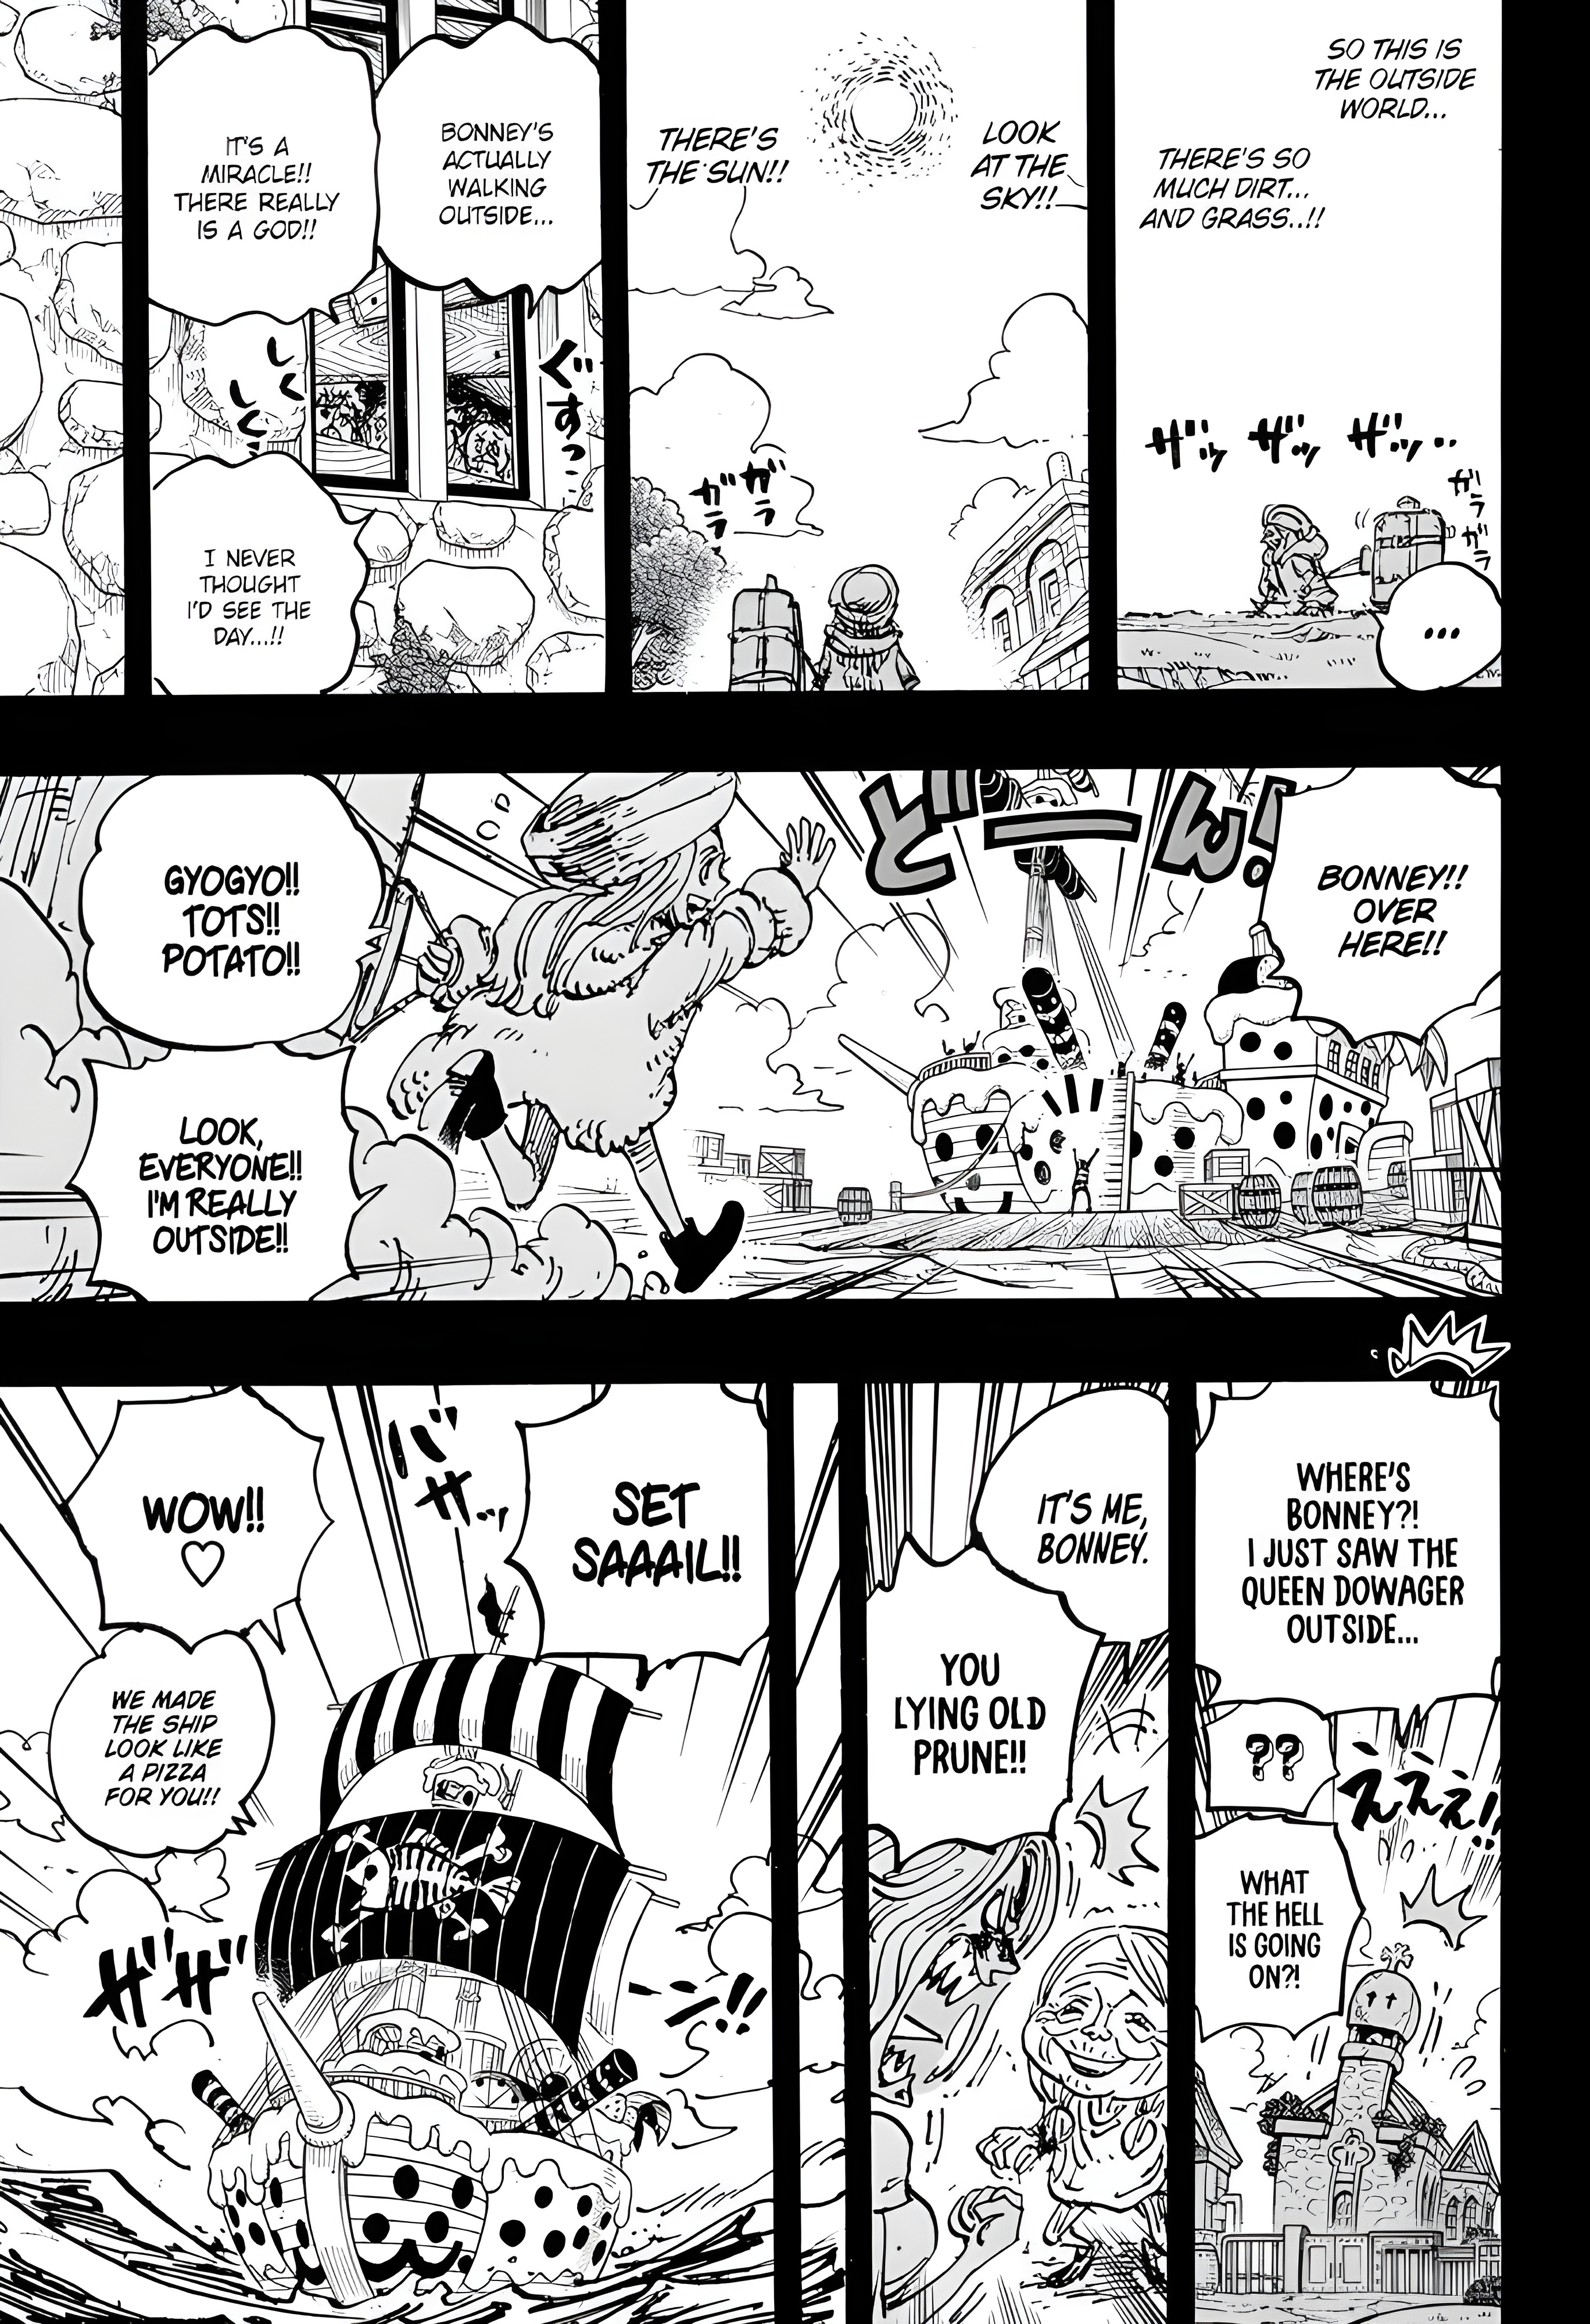 SO THIS IS
THE OUTSIDE
WORLD...
THERE'S SO
MUCH DIRT...
AND GRASS..!!
ザッ ザッ ザッ..
ガラ
ガラ
...
LOOK
AT THE
SKY!!
THERE'S
THE SUN!!
ガラ
ガラ
BONNEY'S
ACTUALLY
WALKING
OUTSIDE...
IT'S A
MIRACLE!!
THERE REALLY
IS A GOD!!
ぐすっ...
しく
しく
I NEVER
THOUGHT
I'D SEE THE
DAY...!!
BONNEY!!
OVER
HERE!!
どーん!
GYOGYO!!
TOTS!!
POTATO!!
LOOK,
EVERYONE!!
I'M REALLY
OUTSIDE!!
WHERE'S
BONNEY?!
I JUST SAW THE
QUEEN DOWAGER
OUTSIDE...
??
えええ!!
WHAT
THE HELL
IS GOING
ON?!
IT'S ME,
BONNEY.
YOU
LYING OLD
PRUNE!!
SET
SAAAIL!!
バサッ
WOW!!
♡
WE MADE
THE SHIP
LOOK LIKE
A PIZZA
FOR YOU!!
ザザーン!!